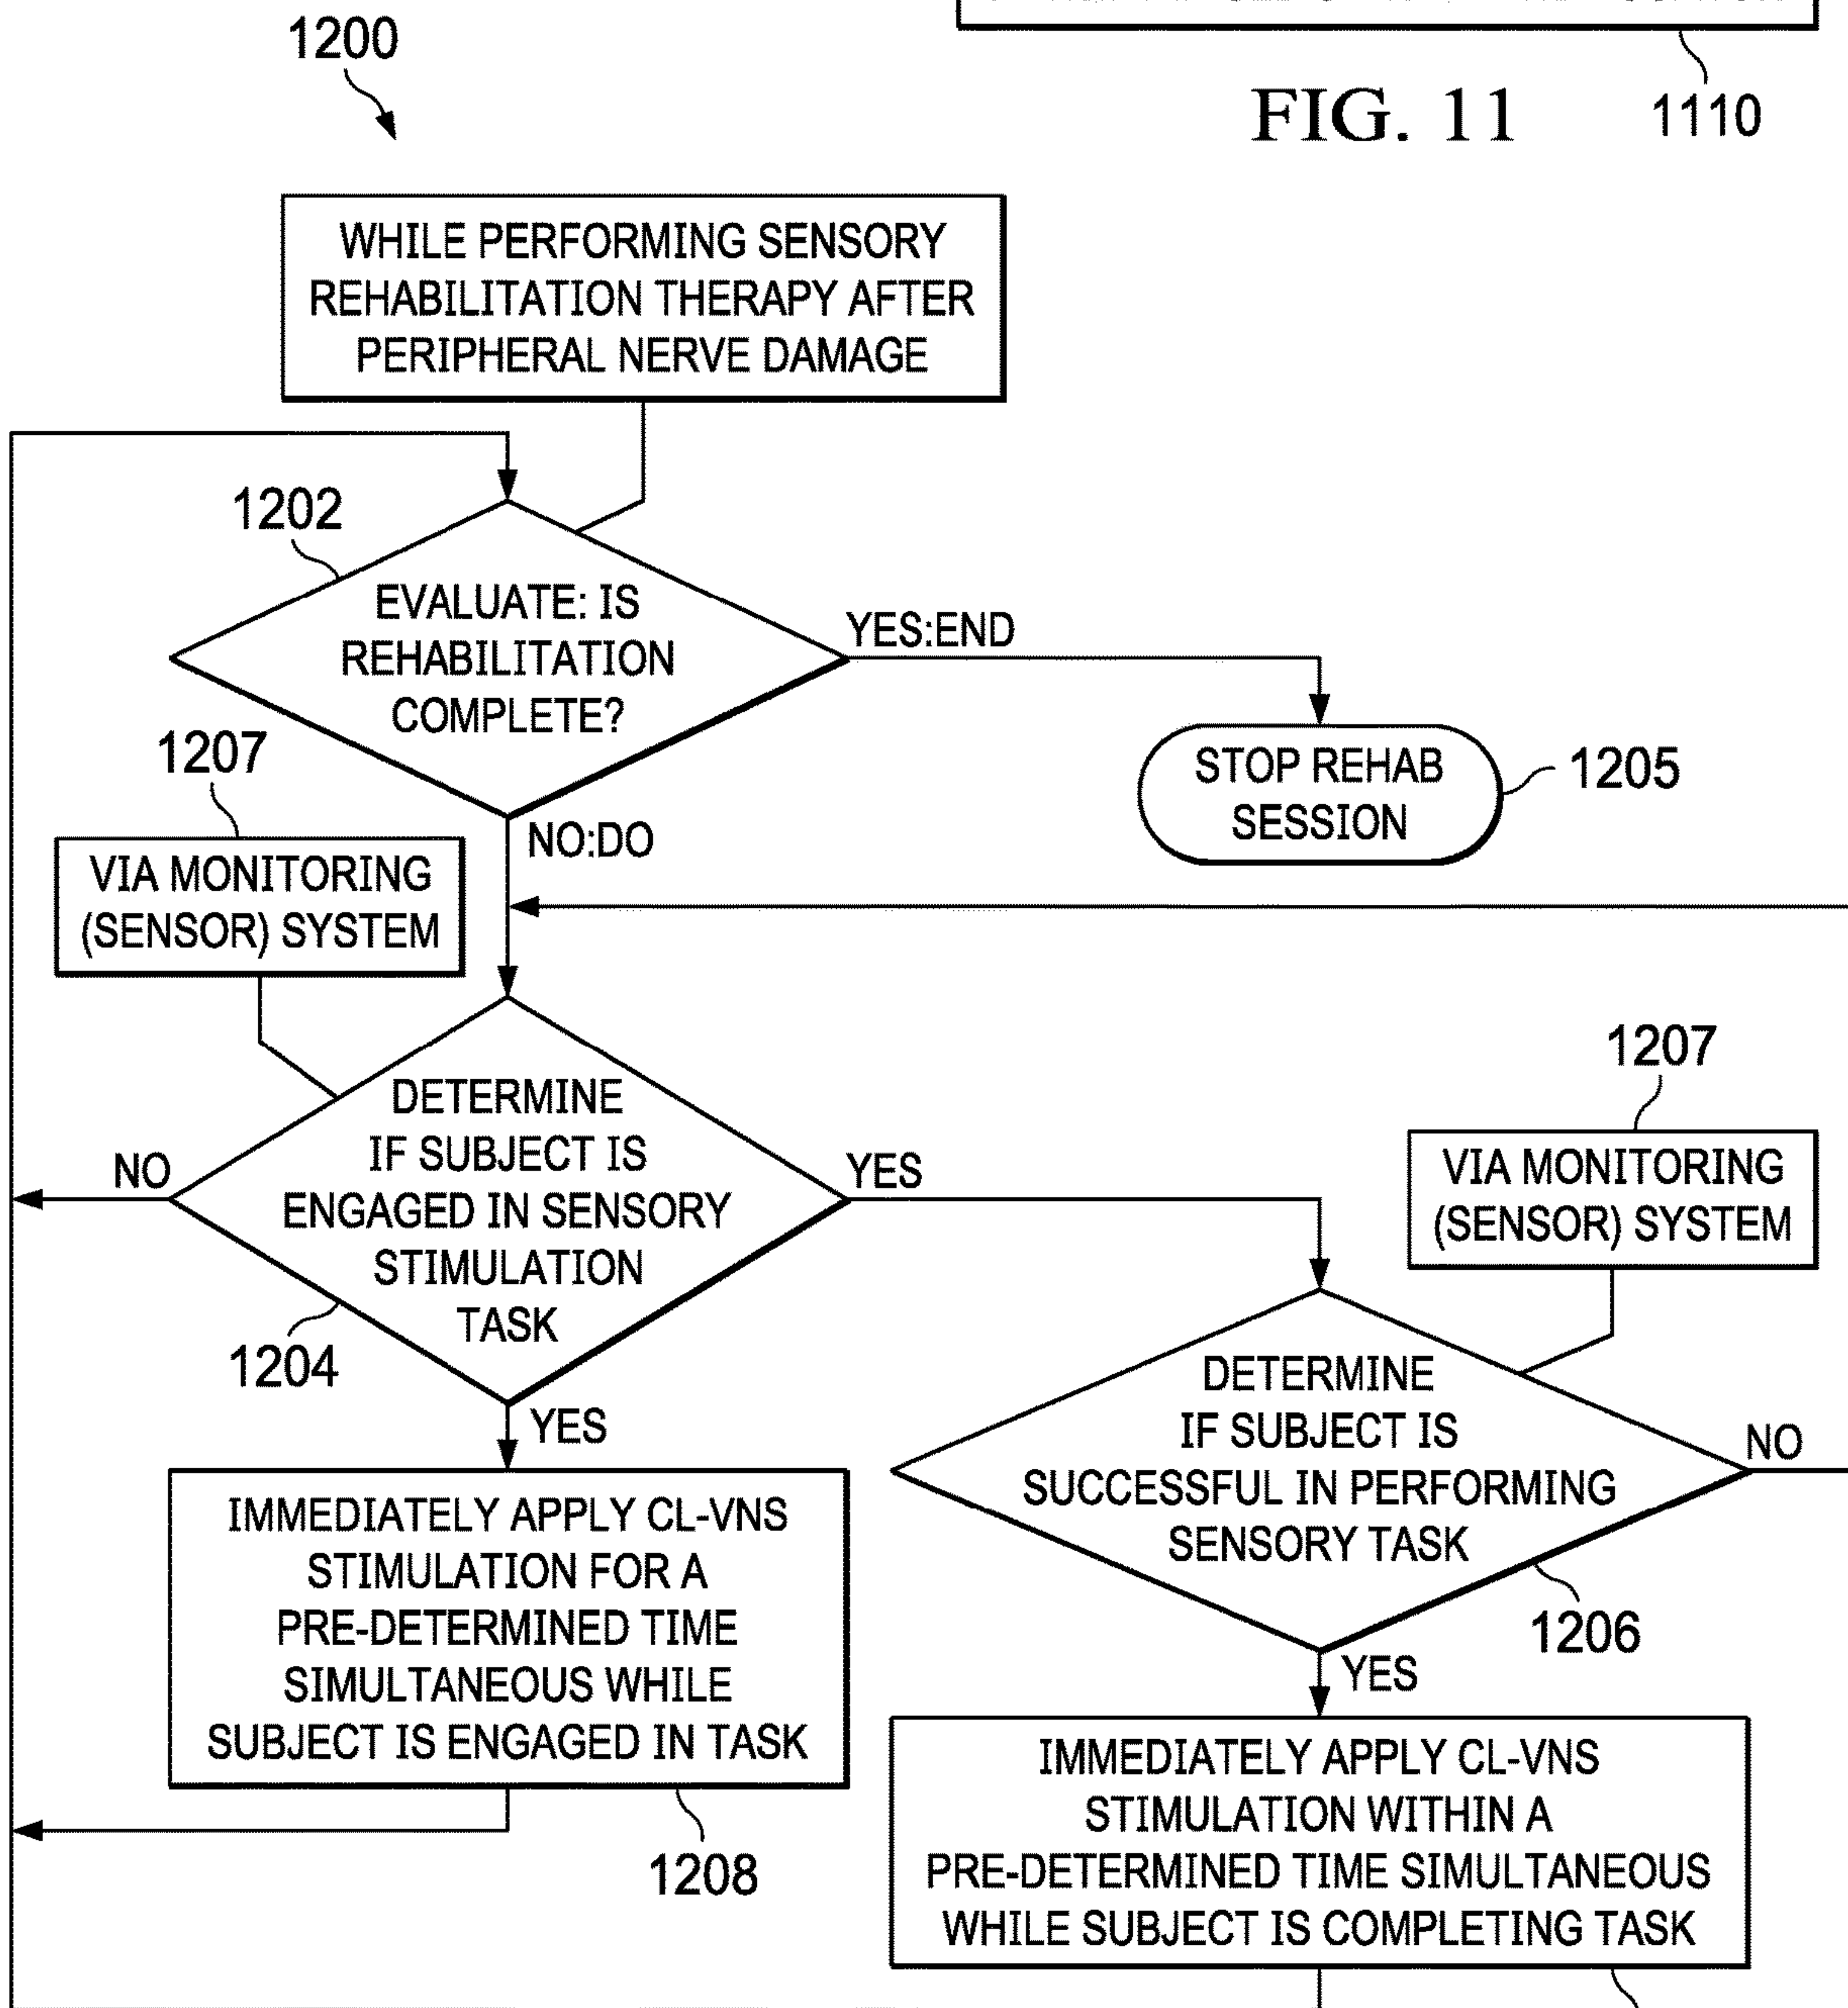 1200
FIG. 11
1110
WHILE PERFORMING SENSORY
REHABILITATION THERAPY AFTER
PERIPHERAL NERVE DAMAGE
1202
EVALUATE: IS
REHABILITATION
COMPLETE?
YES:END
STOP REHAB
SESSION
1205
NO:DO
1207
VIA MONITORING
(SENSOR) SYSTEM
DETERMINE
IF SUBJECT IS
ENGAGED IN SENSORY
STIMULATION
TASK
NO
YES
1204
YES
1207
VIA MONITORING
(SENSOR) SYSTEM
DETERMINE
IF SUBJECT IS
SUCCESSFUL IN PERFORMING
SENSORY TASK
NO
1206
YES
IMMEDIATELY APPLY CL-VNS
STIMULATION FOR A
PRE-DETERMINED TIME
SIMULTANEOUS WHILE
SUBJECT IS ENGAGED IN TASK
1208
IMMEDIATELY APPLY CL-VNS
STIMULATION WITHIN A
PRE-DETERMINED TIME SIMULTANEOUS
WHILE SUBJECT IS COMPLETING TASK